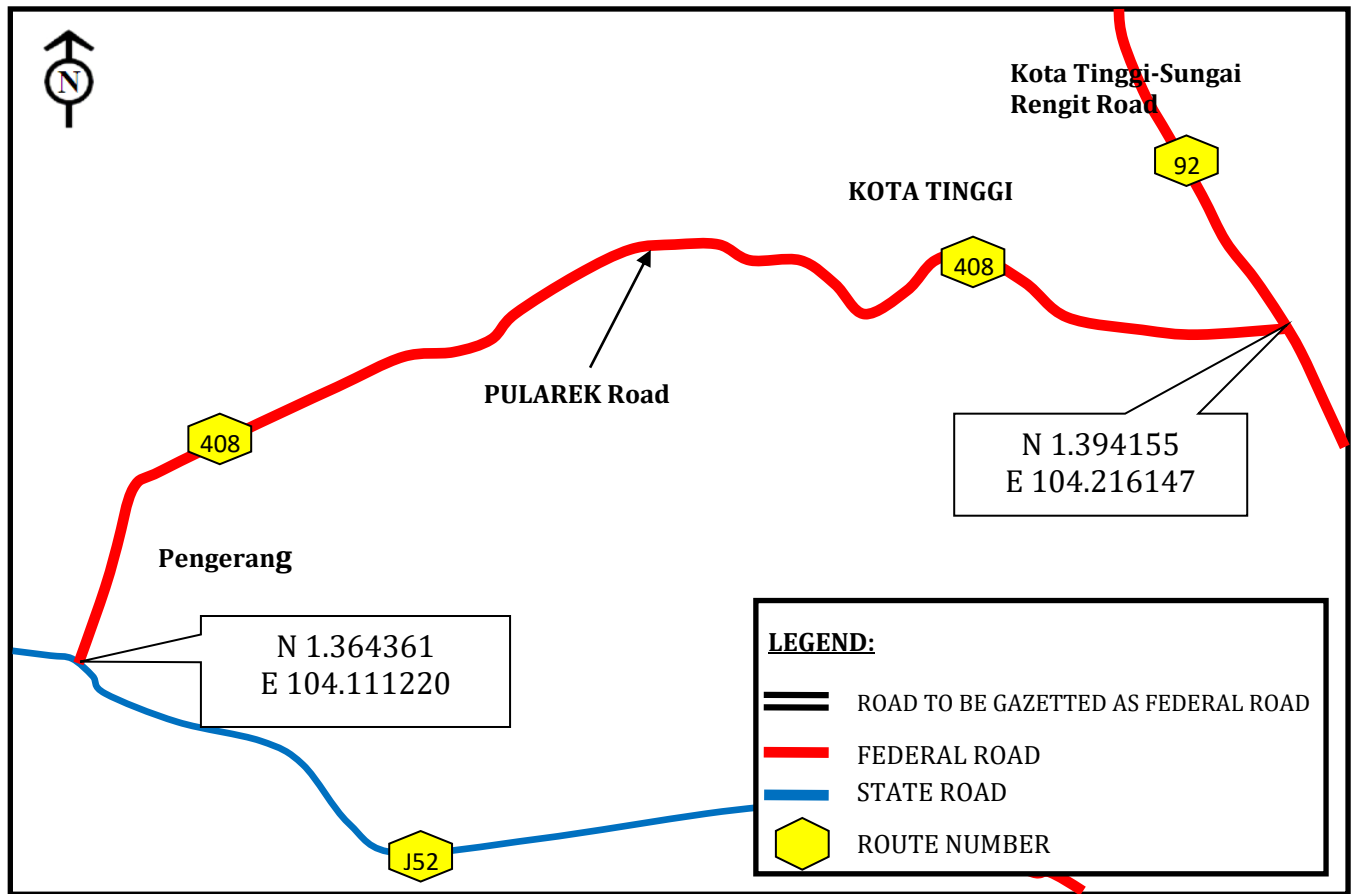 N
Kota Tinggi-Sungai
Rengit Road
92
KOTA TINGGI
408
PULAREK Road
408
N 1.394155
E 104.216147
Pengerang
N 1.364361
E 104.111220
LEGEND:
ROAD TO BE GAZETTED AS FEDERAL ROAD
FEDERAL ROAD
STATE ROAD
ROUTE NUMBER
J52